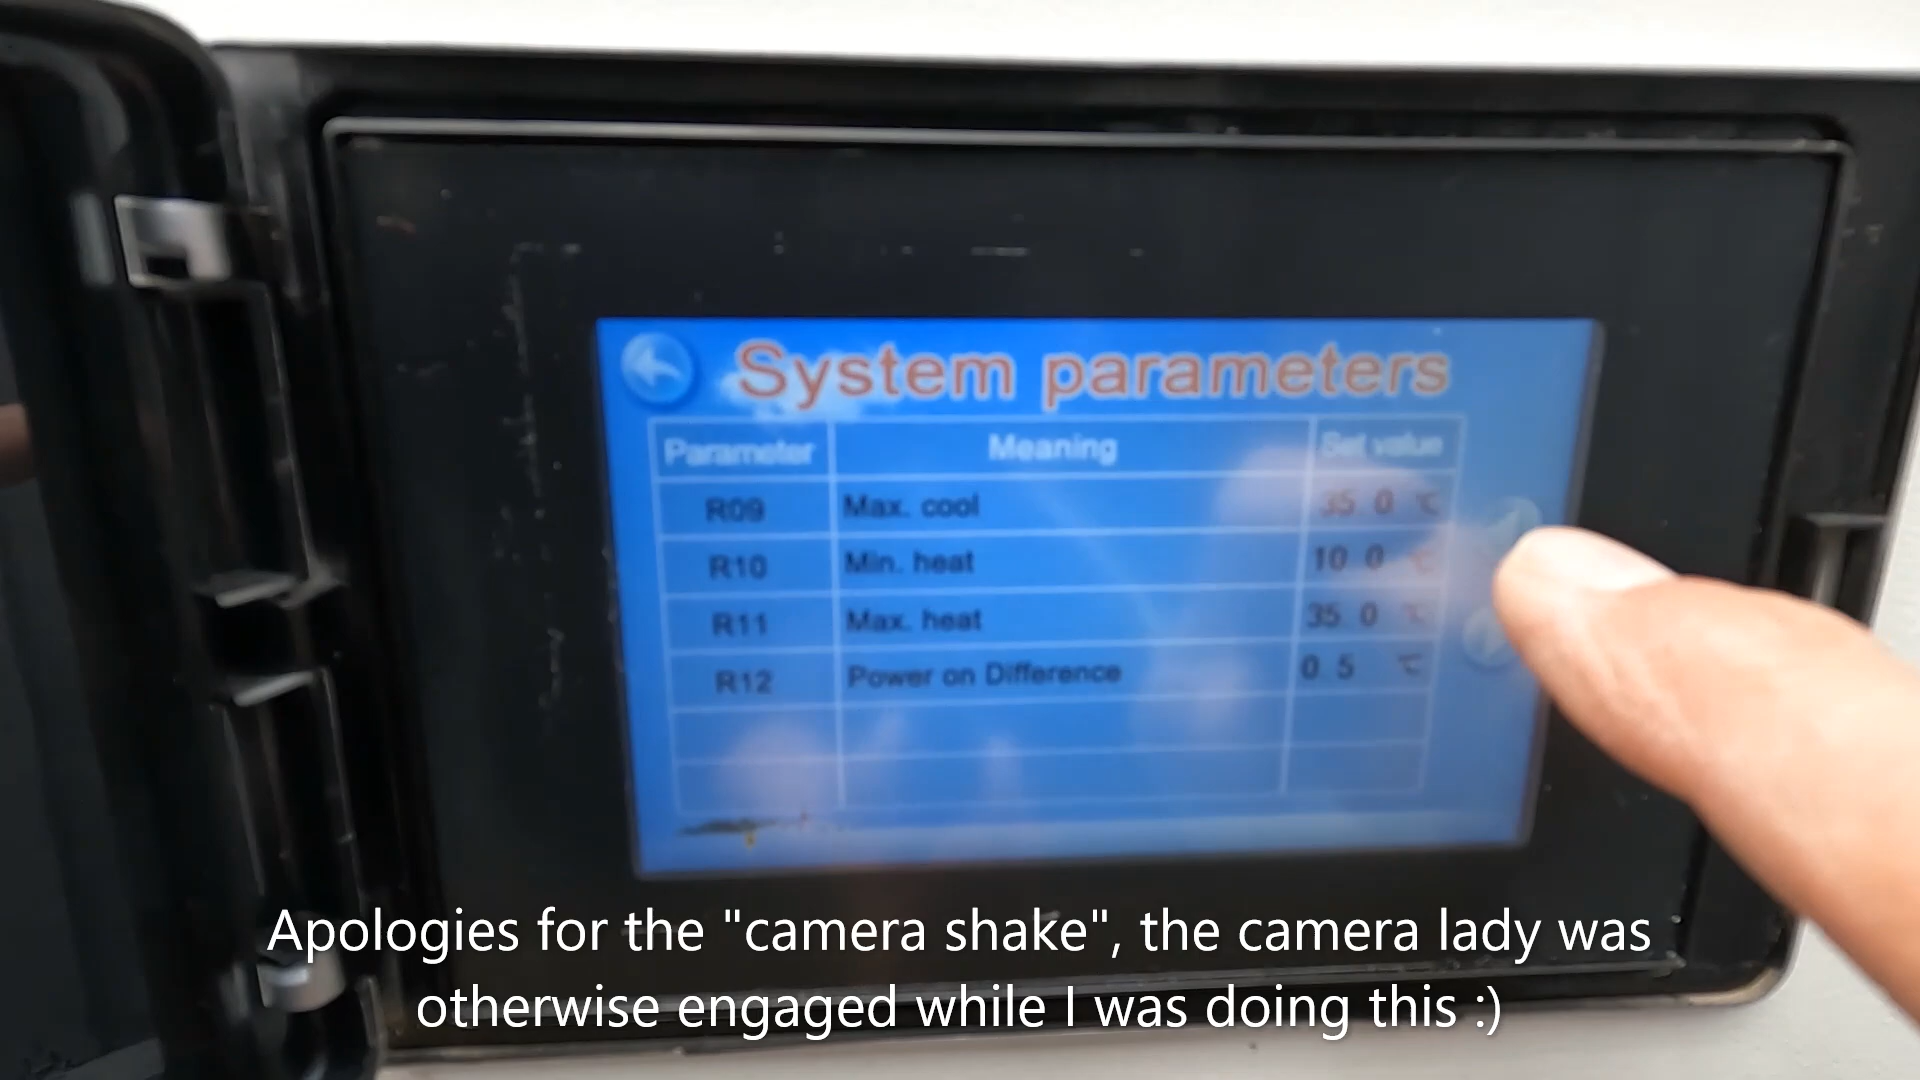 System parameters
Parameter Meaning Set value
R09 Max. cool 35 0 ℃
R10 Min. heat 10 0 ℃
R11 Max. heat 35 0 ℃
R12 Power on Difference 0 5 ℃
Apologies for the "camera shake", the camera lady was
otherwise engaged while I was doing this :)